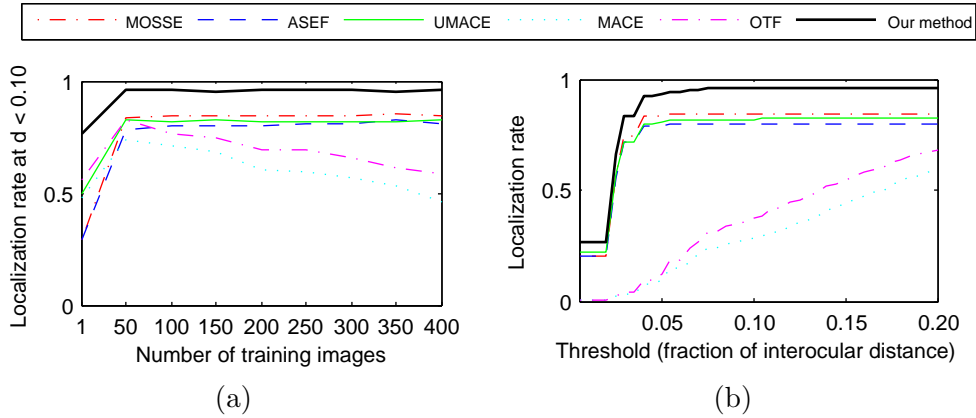 MOSSE ASEF UMACE MACE OTF Our method
1
0.5
0
Localization rate at d < 0.10
1 50 100 150 200 250 300 350 400
Number of training images
(a)
1
0.5
0
Localization rate
0.05 0.10 0.15 0.20
Threshold (fraction of interocular distance)
(b)